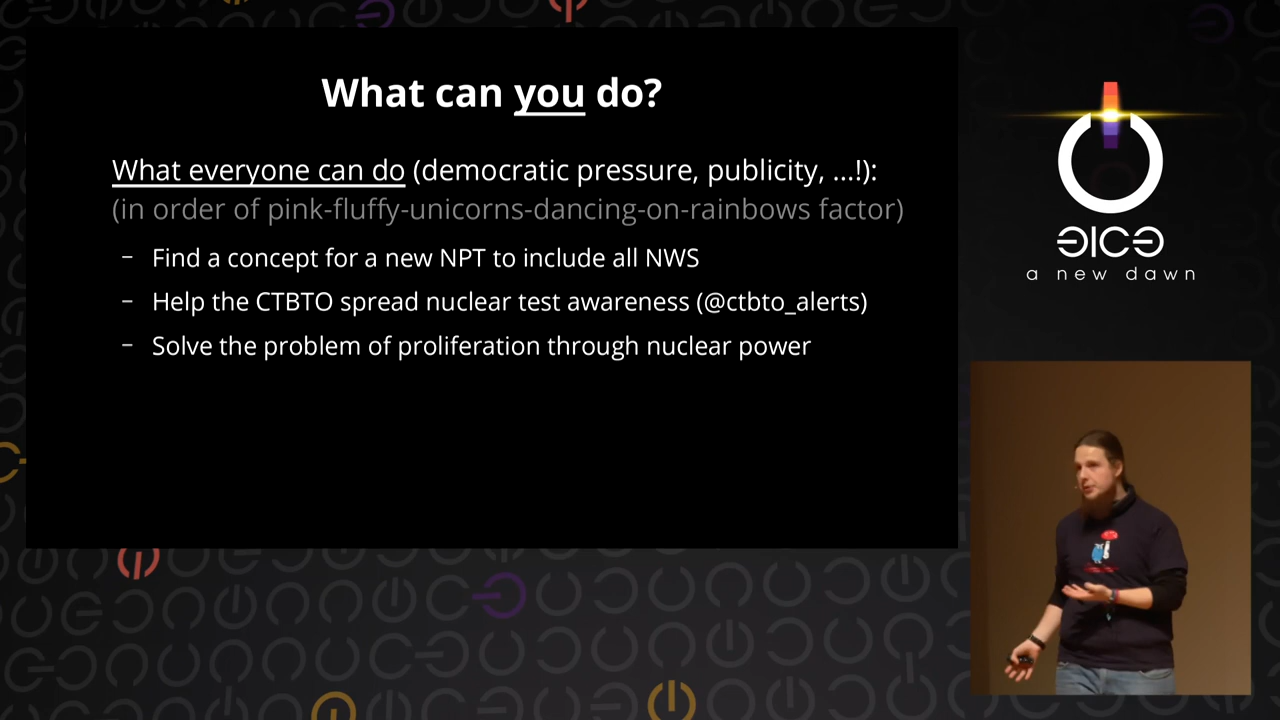 What can you do?
What everyone can do (democratic pressure, publicity, ...!):
(in order of pink-fluffy-unicorns-dancing-on-rainbows factor)
– Find a concept for a new NPT to include all NWS
– Help the CTBTO spread nuclear test awareness (@ctbto_alerts)
– Solve the problem of proliferation through nuclear power
a new dawn